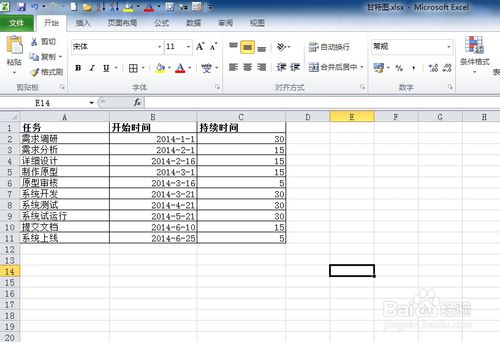 甘特图.xlsx - Microsoft Excel
文件 开始 插入 页面布局 公式 数据 审阅 视图
粘贴 剪切 复制 格式刷 剪贴板
宋体 11 字体
自动换行 合并后居中 对齐方式
常规 数字
条件格式
E14 fx
A B C D E F G H
1 任务 开始时间 持续时间
2 需求调研 2014-1-1 30
3 需求分析 2014-2-1 15
4 详细设计 2014-2-16 15
5 制作原型 2014-3-1 15
6 原型审核 2014-3-16 5
7 系统开发 2014-3-21 30
8 系统测试 2014-4-21 30
9 系统试运行 2014-5-21 30
10 提交文档 2014-6-10 15
11 系统上线 2014-6-25 5
12
13
14
15
16
17
18
19
20
Baidu 经验
jingyan.baidu.com